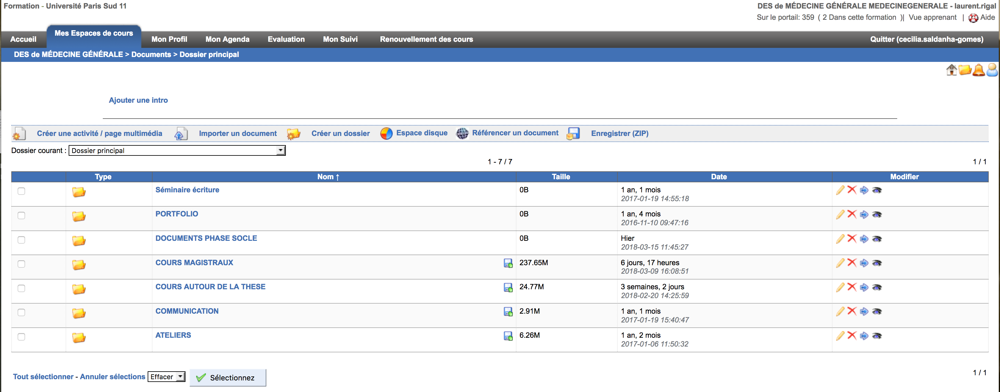 Formation - Université Paris Sud 11
DES de MÉDECINE GÉNÉRALE MEDECINEGENERALE - laurent.rigal
Sur le portail: 359 ( 2 Dans cette formation )| Vue apprenant | Aide
Accueil Mes Espaces de cours Mon Profil Mon Agenda Evaluation Mon Suivi Renouvellement des cours Quitter (cecilia.saldanha-gomes)
DES de MÉDECINE GÉNÉRALE > Documents > Dossier principal
Ajouter une intro
Créer une activité / page multimédia Importer un document Créer un dossier Espace disque Référencer un document Enregistrer (ZIP)
Dossier courant : Dossier principal
1 - 7 / 7 1 / 1
Type Nom ↑ Taille Date Modifier
Séminaire écriture 0B 1 an, 1 mois
2017-01-19 14:55:18
PORTFOLIO 0B 1 an, 4 mois
2016-11-10 09:47:16
DOCUMENTS PHASE SOCLE 0B Hier
2018-03-15 11:45:27
COURS MAGISTRAUX 237.65M 6 jours, 17 heures
2018-03-09 16:08:51
COURS AUTOUR DE LA THESE 24.77M 3 semaines, 2 jours
2018-02-20 14:25:59
COMMUNICATION 2.91M 1 an, 1 mois
2017-01-19 15:40:47
ATELIERS 6.26M 1 an, 2 mois
2017-01-06 11:50:32
Tout sélectionner - Annuler sélections Effacer Sélectionnez 1 / 1